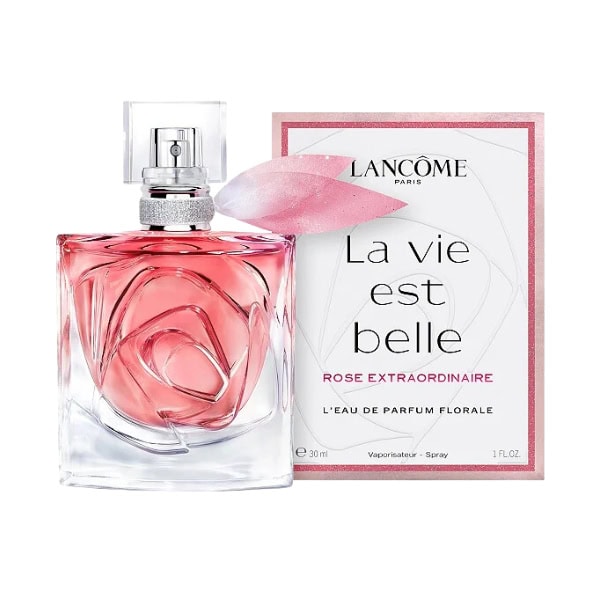 LANCÔME
PARIS
La vie
est
belle
ROSE EXTRAORDINAIRE
L'EAU DE PARFUM FLORALE
℮ 30 ml Vaporisateur - Spray 1 FL.OZ.